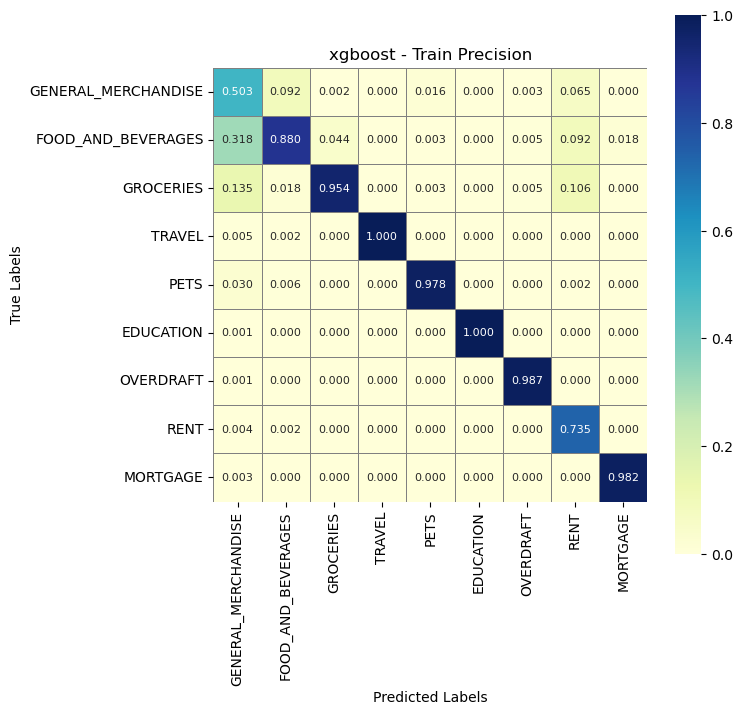 xgboost - Train Precision
True Labels
GENERAL_MERCHANDISE 0.503 0.092 0.002 0.000 0.016 0.000 0.003 0.065 0.000
FOOD_AND_BEVERAGES 0.318 0.880 0.044 0.000 0.003 0.000 0.005 0.092 0.018
GROCERIES 0.135 0.018 0.954 0.000 0.003 0.000 0.005 0.106 0.000
TRAVEL 0.005 0.002 0.000 1.000 0.000 0.000 0.000 0.000 0.000
PETS 0.030 0.006 0.000 0.000 0.978 0.000 0.000 0.002 0.000
EDUCATION 0.001 0.000 0.000 0.000 0.000 1.000 0.000 0.000 0.000
OVERDRAFT 0.001 0.000 0.000 0.000 0.000 0.000 0.987 0.000 0.000
RENT 0.004 0.002 0.000 0.000 0.000 0.000 0.000 0.735 0.000
MORTGAGE 0.003 0.000 0.000 0.000 0.000 0.000 0.000 0.000 0.982
GENERAL_MERCHANDISE
FOOD_AND_BEVERAGES
GROCERIES
TRAVEL
PETS
EDUCATION
OVERDRAFT
RENT
MORTGAGE
Predicted Labels
1.0
0.8
0.6
0.4
0.2
0.0